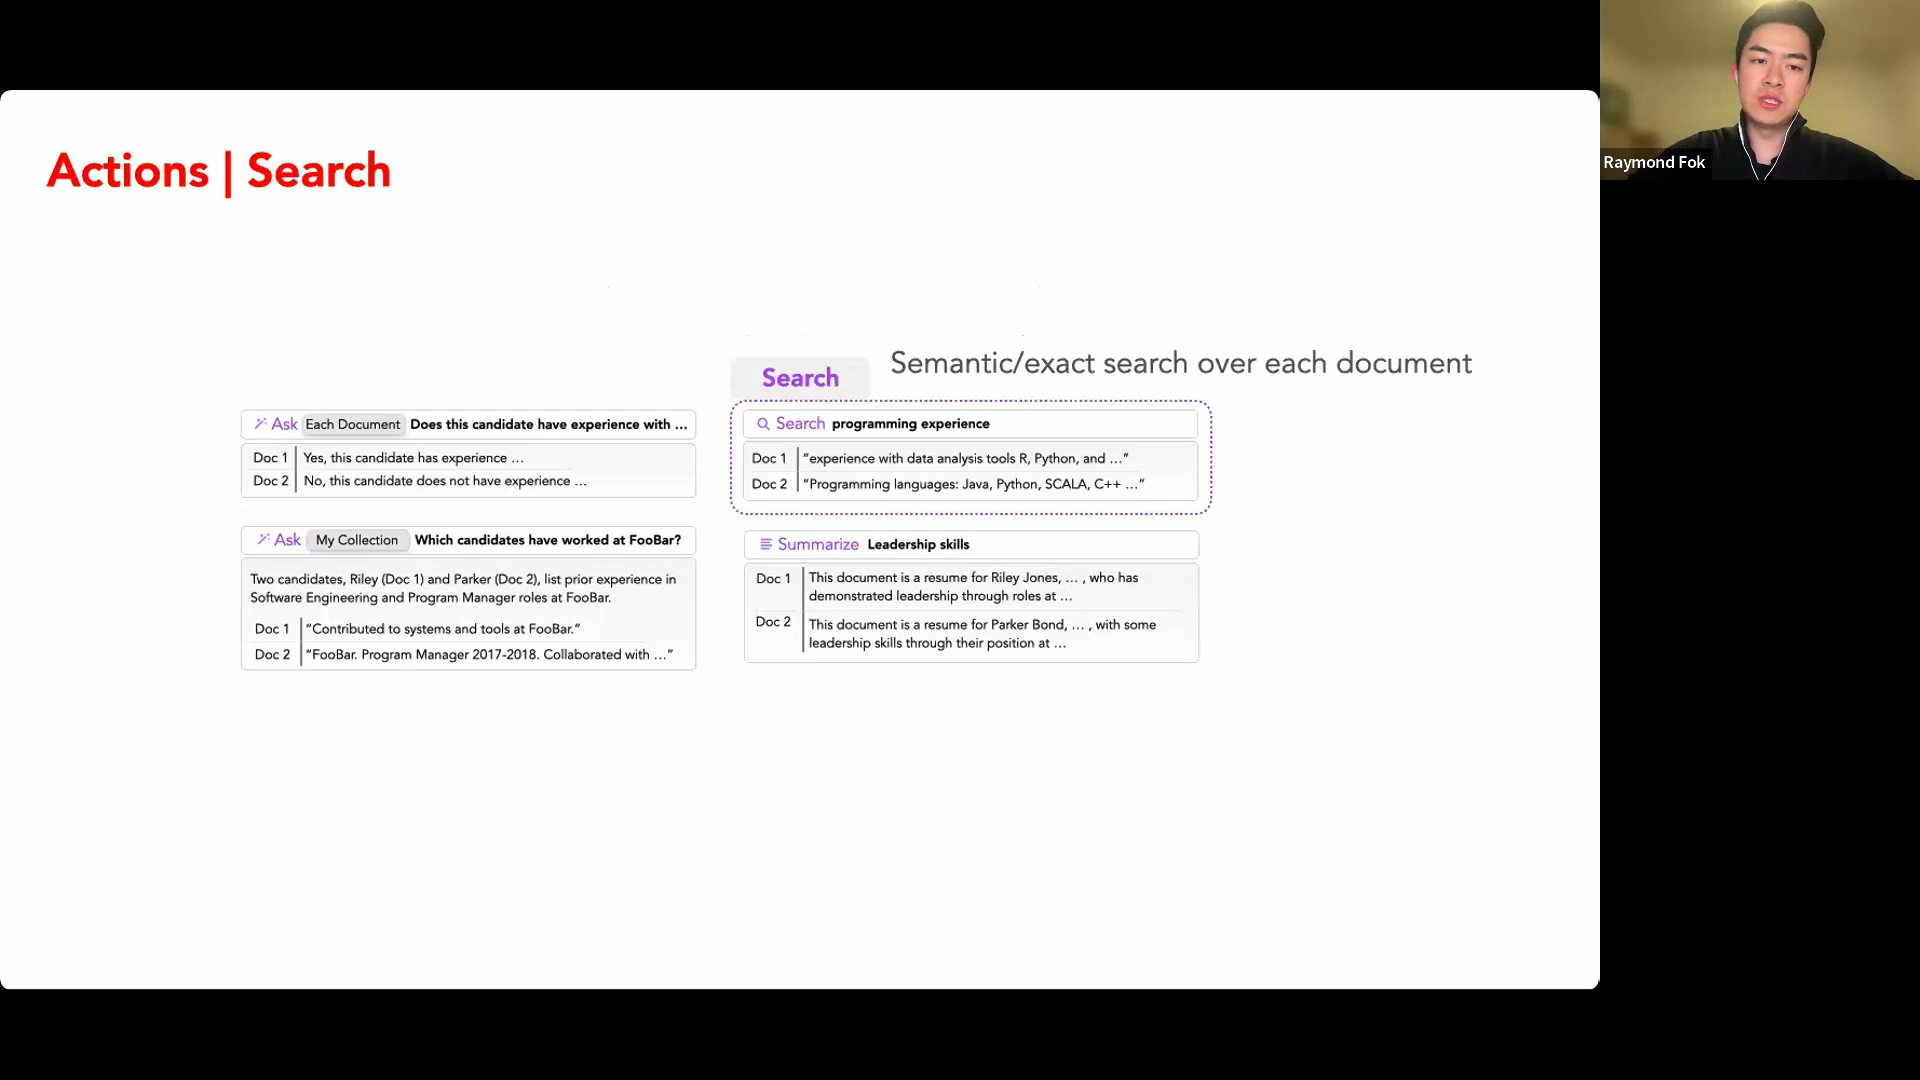 Actions | Search
Raymond Fok
Search
Semantic/exact search over each document
Ask Each Document Does this candidate have experience with ...
Doc 1 Yes, this candidate has experience ...
Doc 2 No, this candidate does not have experience ...
Search programming experience
Doc 1 “experience with data analysis tools R, Python, and ...”
Doc 2 “Programming languages: Java, Python, SCALA, C++ ...”
Ask My Collection Which candidates have worked at FooBar?
Two candidates, Riley (Doc 1) and Parker (Doc 2), list prior experience in
Software Engineering and Program Manager roles at FooBar.
Doc 1 “Contributed to systems and tools at FooBar.”
Doc 2 “FooBar. Program Manager 2017-2018. Collaborated with ...”
Summarize Leadership skills
Doc 1 This document is a resume for Riley Jones, ... , who has
demonstrated leadership through roles at ...
Doc 2 This document is a resume for Parker Bond, ... , with some
leadership skills through their position at ...